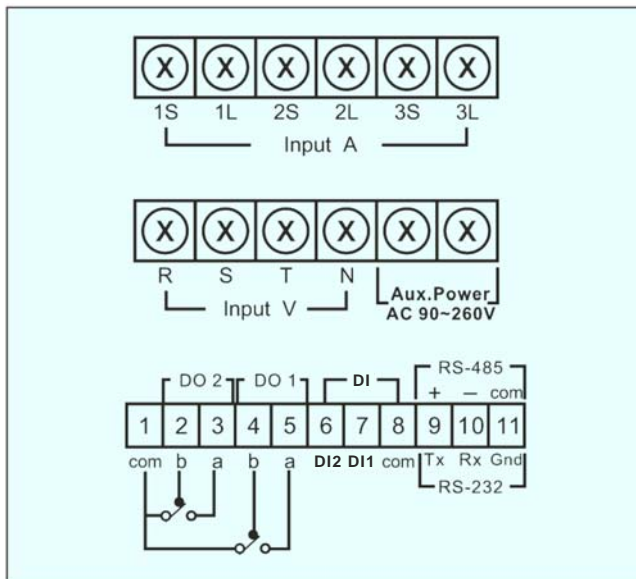 X X X X X X
1S 1L 2S 2L 3S 3L
Input A
X X X X X X
R S T N
Input V
Aux.Power
AC 90~260V
RS-485
DO 2 DO 1 DI
+ — com
1 2 3 4 5 6 7 8 9 10 11
com b a b a DI2 DI1 com Tx Rx Gnd
RS-232